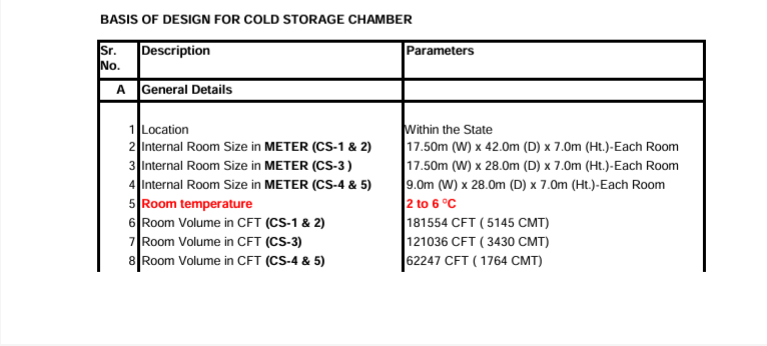 BASIS OF DESIGN FOR COLD STORAGE CHAMBER
Sr. No. Description Parameters
A General Details
1 Location Within the State
2 Internal Room Size in METER (CS-1 & 2) 17.50m (W) x 42.0m (D) x 7.0m (Ht.)-Each Room
3 Internal Room Size in METER (CS-3 ) 17.50m (W) x 28.0m (D) x 7.0m (Ht.)-Each Room
4 Internal Room Size in METER (CS-4 & 5) 9.0m (W) x 28.0m (D) x 7.0m (Ht.)-Each Room
5 Room temperature 2 to 6 °C
6 Room Volume in CFT (CS-1 & 2) 181554 CFT ( 5145 CMT)
7 Room Volume in CFT (CS-3) 121036 CFT ( 3430 CMT)
8 Room Volume in CFT (CS-4 & 5) 62247 CFT ( 1764 CMT)